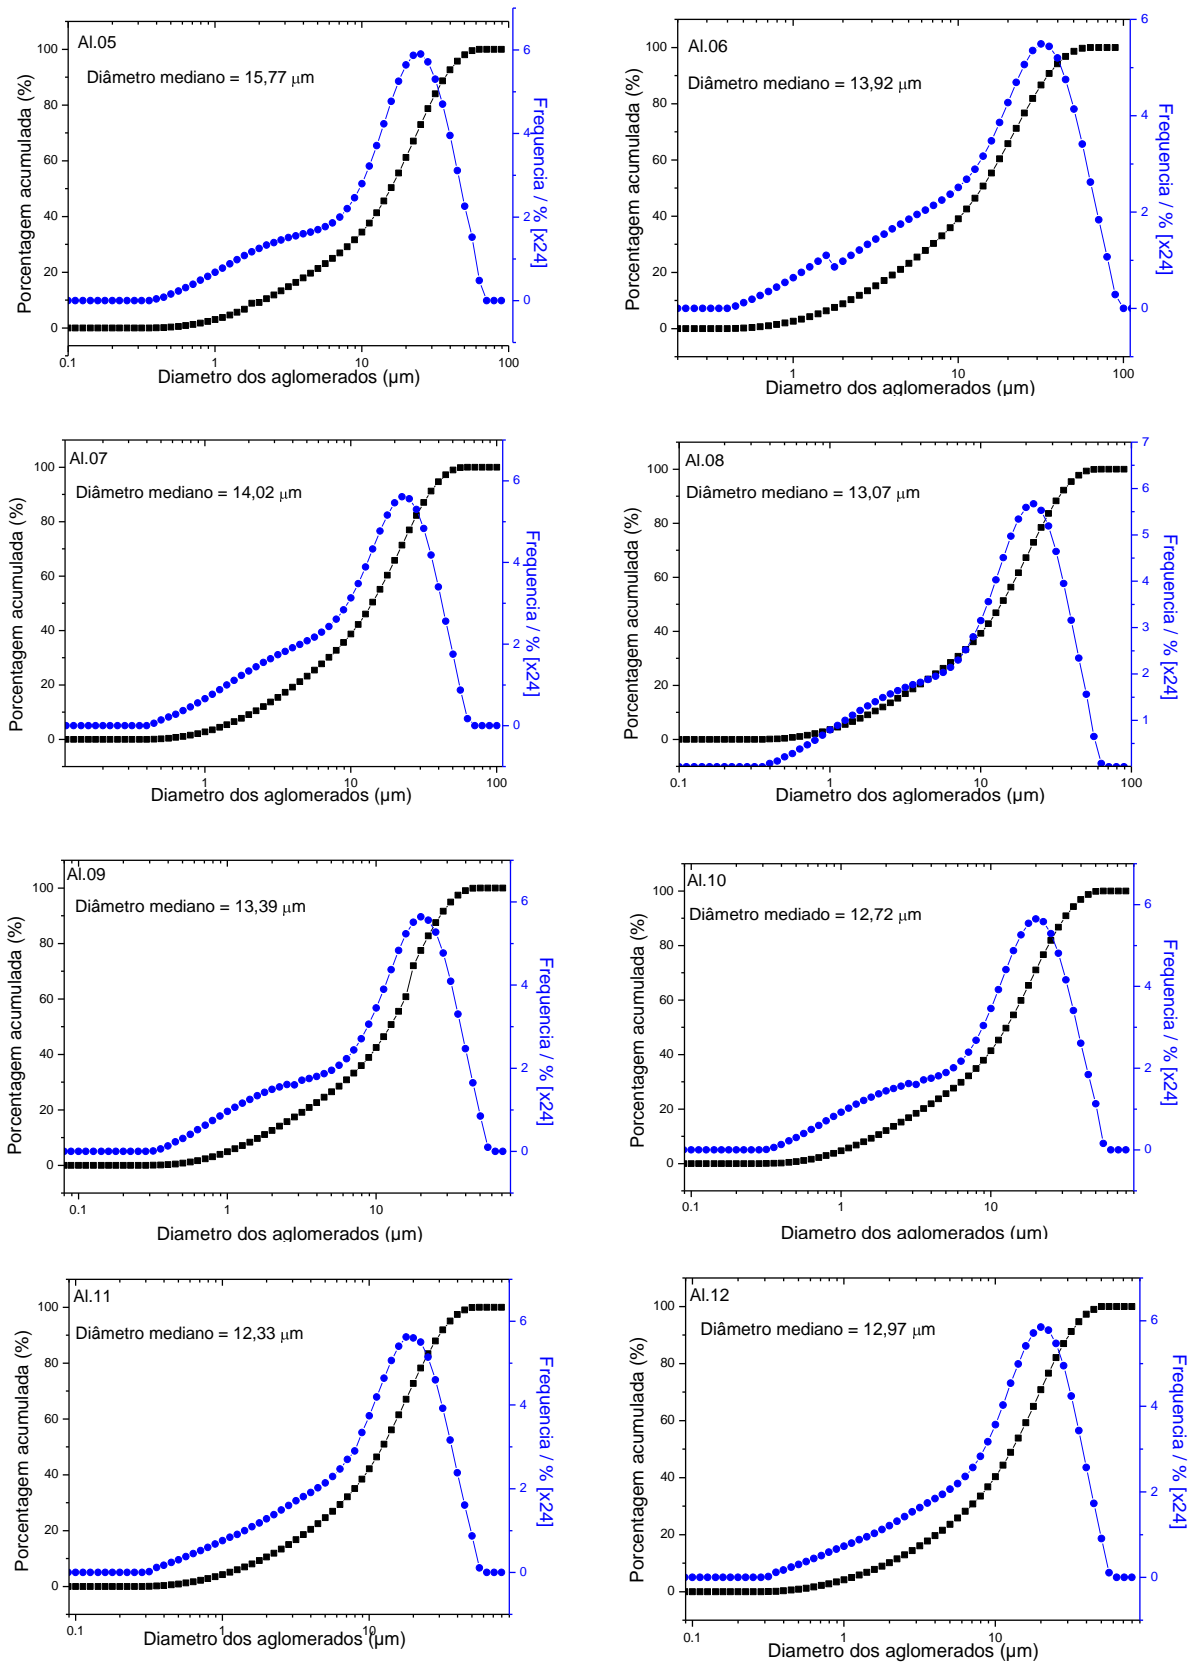 Al.05
Diâmetro mediano = 15,77 µm
Porcentagem acumulada (%)
100
80
60
40
20
0
0.1
1
10
100
Diametro dos aglomerados (µm)
6
4
2
0
Frequencia / % [x24]
Al.06
Diâmetro mediano = 13,92 µm
Porcentagem acumulada (%)
100
80
60
40
20
0
1
10
100
Diametro dos aglomerados (µm)
6
4
2
0
Frequencia / % [x24]
Al.07
Diâmetro mediano = 14,02 µm
Porcentagem acumulada (%)
100
80
60
40
20
0
1
10
100
Diametro dos aglomerados (µm)
6
4
2
0
Frequencia / % [x24]
Al.08
Diâmetro mediano = 13,07 µm
Porcentagem acumulada (%)
100
80
60
40
20
0
0.1
1
10
100
Diametro dos aglomerados (µm)
7
6
5
4
3
2
1
Frequencia / % [x24]
Al.09
Diâmetro mediano = 13,39 µm
Porcentagem acumulada (%)
100
80
60
40
20
0
0.1
1
10
Diametro dos aglomerados (µm)
6
4
2
0
Frequencia / % [x24]
Al.10
Diâmetro mediado = 12,72 µm
Porcentagem acumulada (%)
100
80
60
40
20
0
0.1
1
10
Diametro dos aglomerados (µm)
6
4
2
0
Frequencia / % [x24]
Al.11
Diâmetro mediano = 12,33 µm
Porcentagem acumulada (%)
100
80
60
40
20
0
0.1
1
10
Diametro dos aglomerados (µm)
6
4
2
0
Frequencia / % [x24]
Al.12
Diâmetro mediano = 12,97 µm
Porcentagem acumulada (%)
100
80
60
40
20
0
0.1
1
10
Diametro dos aglomerados (µm)
6
4
2
0
Frequencia / % [x24]